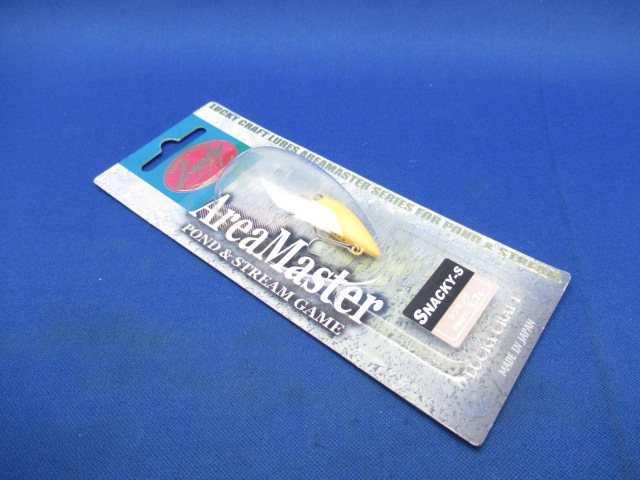 LUCKY CRAFT LURES AREAMASTER SERIES FOR POND & STREAM
AreaMaster
POND & STREAM GAME
SNACKY-S
LUCKY CRAFT
MADE IN JAPAN